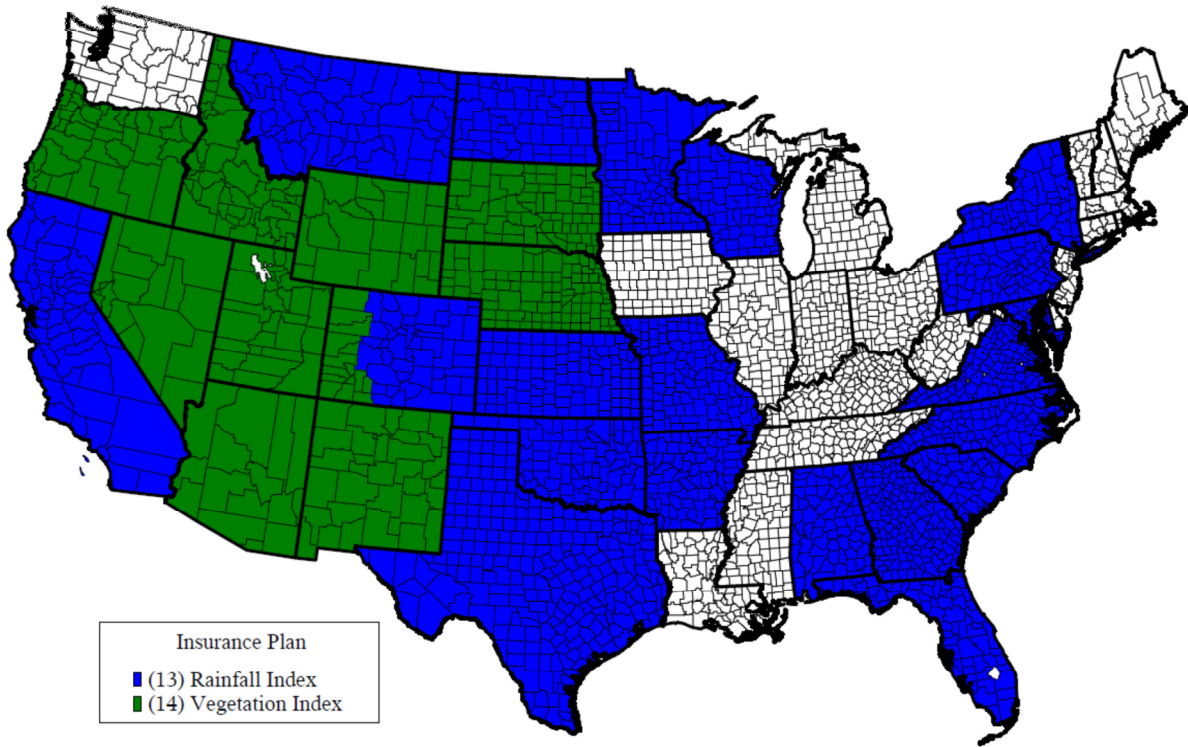 Insurance Plan
(13) Rainfall Index
(14) Vegetation Index